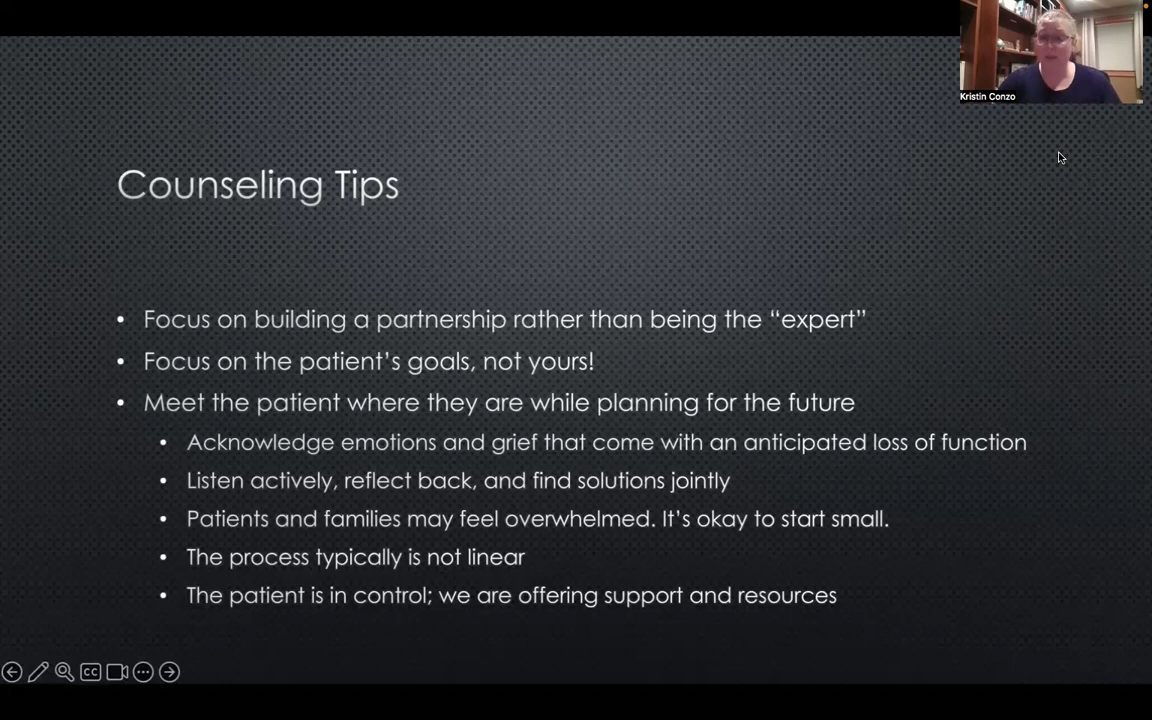 Kristin Conzo
Counseling Tips
• Focus on building a partnership rather than being the “expert”
• Focus on the patient’s goals, not yours!
• Meet the patient where they are while planning for the future
• Acknowledge emotions and grief that come with an anticipated loss of function
• Listen actively, reflect back, and find solutions jointly
• Patients and families may feel overwhelmed. It’s okay to start small.
• The process typically is not linear
• The patient is in control; we are offering support and resources
CC